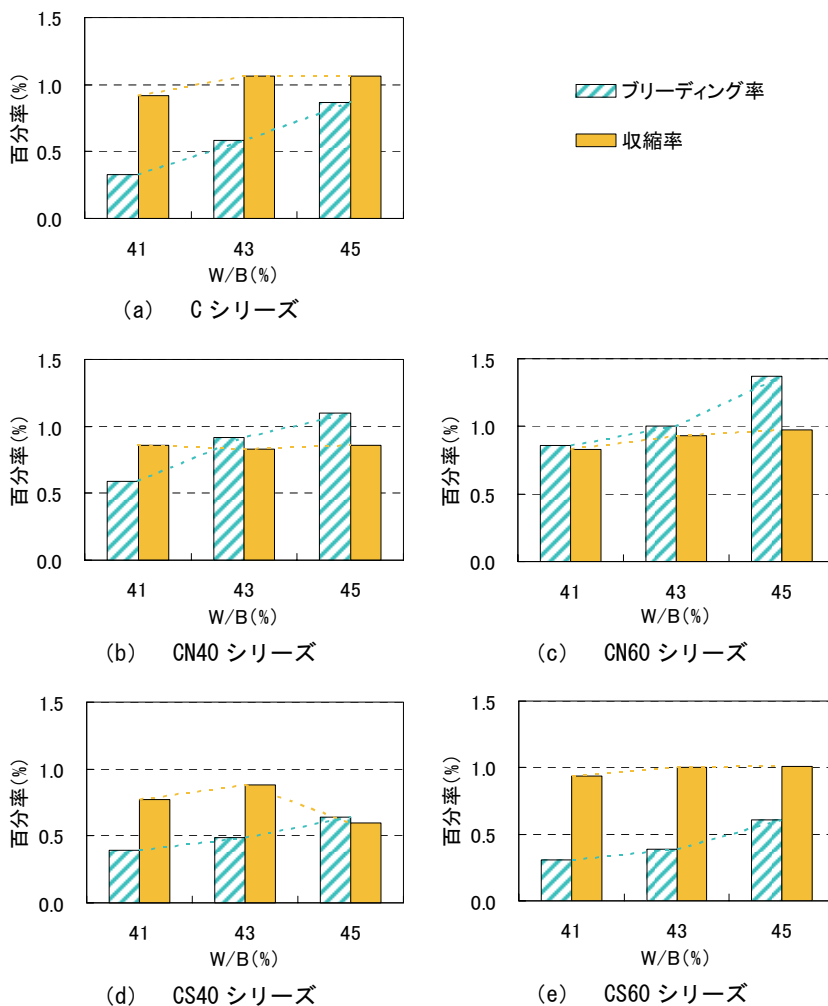 1.5
1.0
0.5
0.0
百分率(%)
41 43 45
W/B(%)
(a) C シリーズ
ブリーディング率
収縮率
1.5
1.0
0.5
0.0
百分率(%)
41 43 45
W/B(%)
(b) CN40 シリーズ
1.5
1.0
0.5
0.0
百分率(%)
41 43 45
W/B(%)
(c) CN60 シリーズ
1.5
1.0
0.5
0.0
百分率(%)
41 43 45
W/B(%)
(d) CS40 シリーズ
1.5
1.0
0.5
0.0
百分率(%)
41 43 45
W/B(%)
(e) CS60 シリーズ